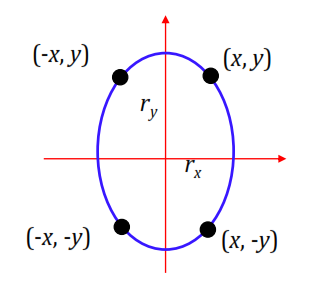 (-x, y)
(x, y)
r_y
r_x
(-x, -y)
(x, -y)